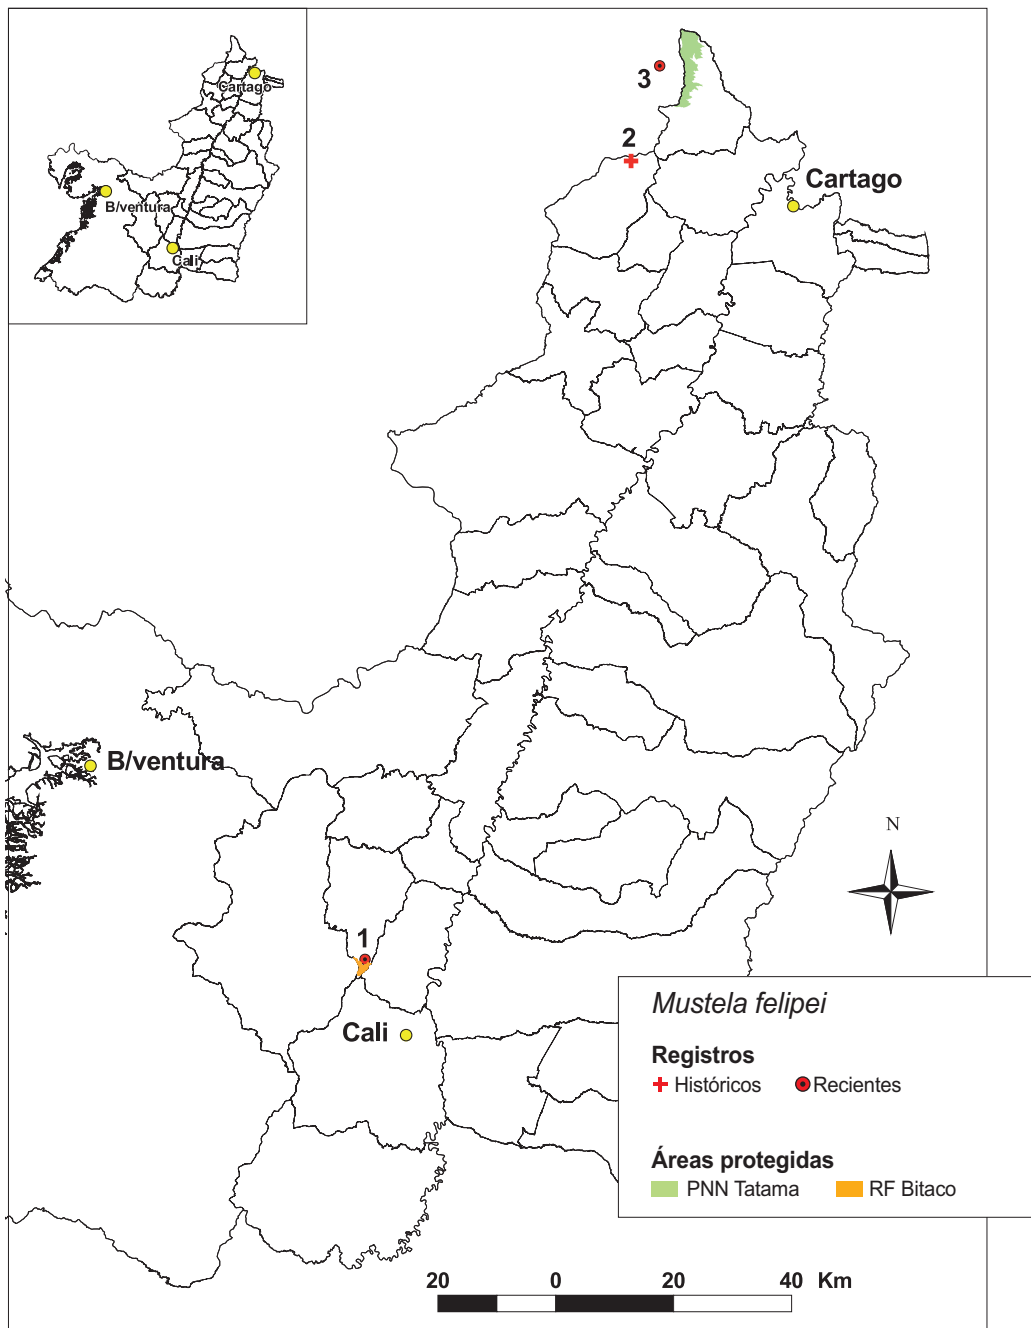 Cartago
B/ventura
Cali
3
2
Cartago
B/ventura
N
1
Cali
Mustela felipei
Registros
Históricos Recientes
Áreas protegidas
PNN Tatama RF Bitaco
20 0 20 40 Km